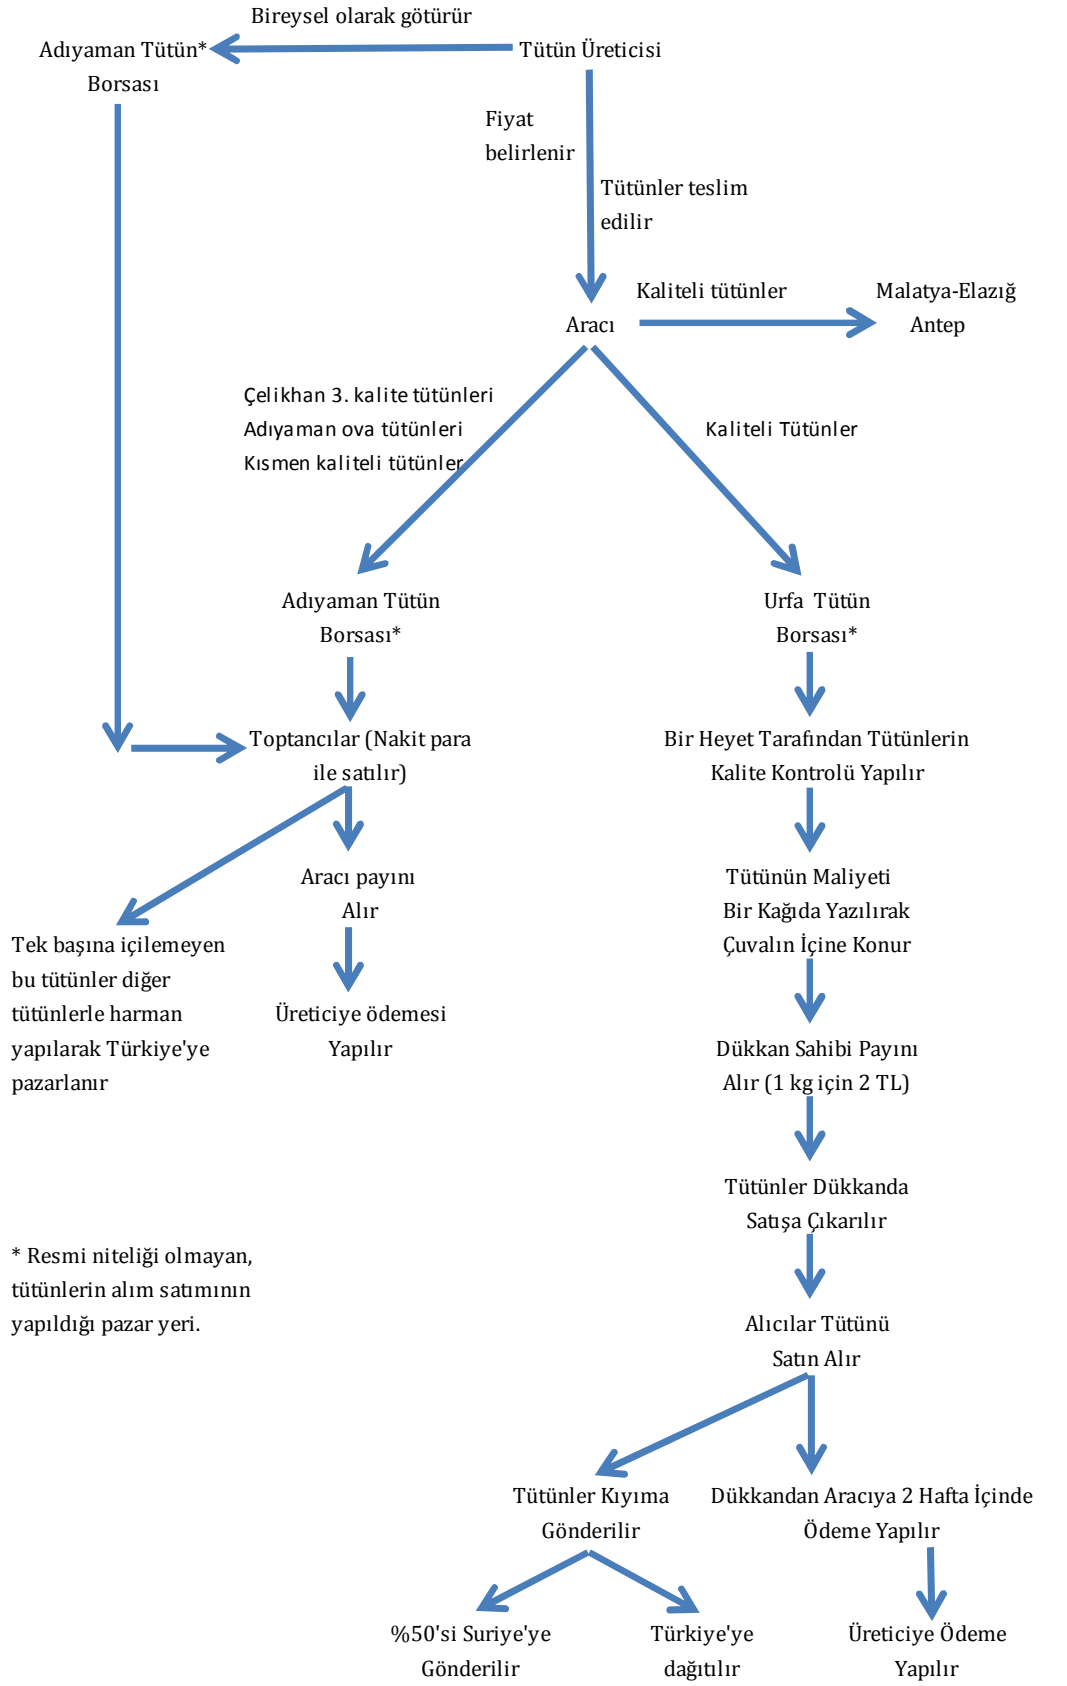 Bireysel olarak götürür
Adıyaman Tütün*
Borsası
Tütün Üreticisi
Fiyat
belirlenir
Tütünler teslim
edilir
Kaliteli tütünler
Malatya-Elazığ
Antep
Aracı
Çelikhan 3. kalite tütünleri
Adıyaman ova tütünleri
Kısmen kaliteli tütünler
Kaliteli Tütünler
Adıyaman Tütün
Borsası*
Urfa  Tütün
Borsası*
Toptancılar (Nakit para
ile satılır)
Bir Heyet Tarafından Tütünlerin
Kalite Kontrolü Yapılır
Aracı payını
Alır
Tütünün Maliyeti
Bir Kağıda Yazılırak
Çuvalın İçine Konur
Tek başına içilemeyen
bu tütünler diğer
tütünlerle harman
yapılarak Türkiye'ye
pazarlanır
Üreticiye ödemesi
Yapılır
Dükkan Sahibi Payını
Alır (1 kg için 2 TL)
Tütünler Dükkanda
Satışa Çıkarılır
* Resmi niteliği olmayan,
tütünlerin alım satımının
yapıldığı pazar yeri.
Alıcılar Tütünü
Satın Alır
Tütünler Kıyıma
Gönderilir
Dükkandan Aracıya 2 Hafta İçinde
Ödeme Yapılır
%50'si Suriye'ye
Gönderilir
Türkiye'ye
dağıtılır
Üreticiye Ödeme
Yapılır